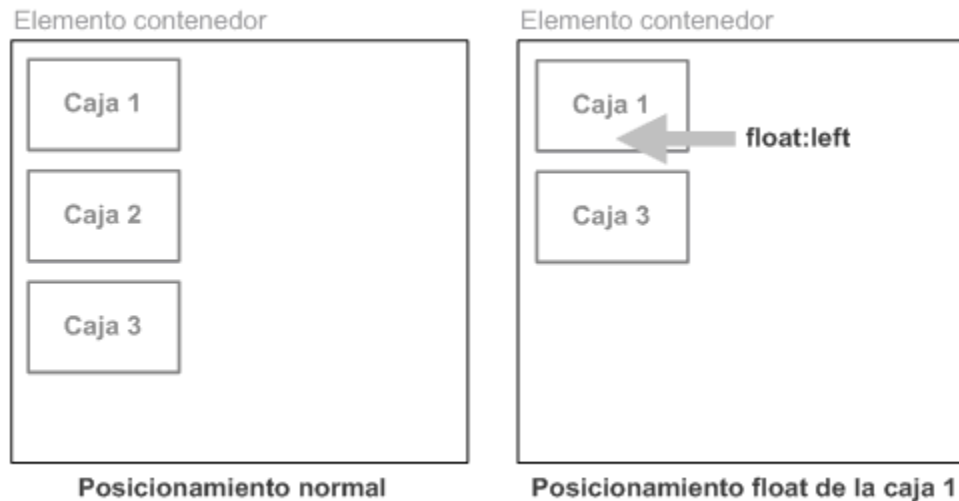 Elemento contenedor
Caja 1
Caja 2
Caja 3
Posicionamiento normal
Elemento contenedor
Caja 1
float:left
Caja 3
Posicionamiento float de la caja 1